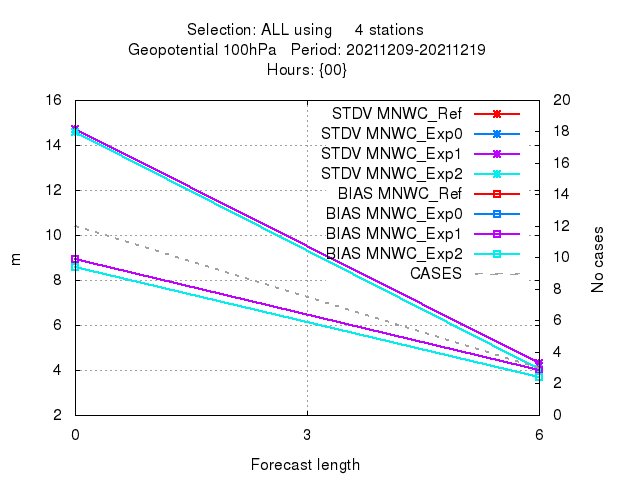 Selection: ALL using     4 stations
Geopotential 100hPa   Period: 20211209-20211219
Hours: {00}
16 20
14 18
12 16
10 14
8 12
6 10
4 8
2 6
4
2
0
m
No cases
STDV MNWC_Ref
STDV MNWC_Exp0
STDV MNWC_Exp1
STDV MNWC_Exp2
BIAS MNWC_Ref
BIAS MNWC_Exp0
BIAS MNWC_Exp1
BIAS MNWC_Exp2
CASES
0 3 6
Forecast length